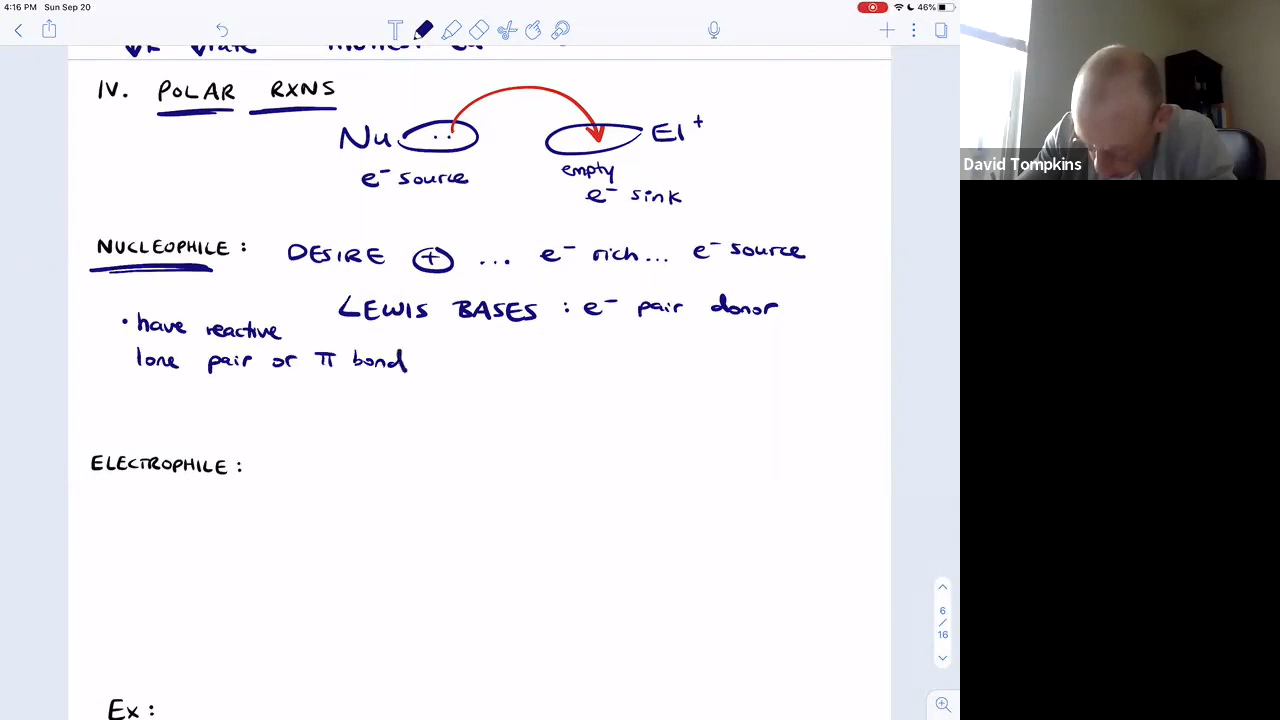 4:16 PM Sun Sep 20
46%
IV. POLAR RXNS
Nu ·· El⁺
e⁻ source
empty
e⁻ sink
NUCLEOPHILE: DESIRE ⊕ ... e⁻ rich... e⁻ source
LEWIS BASES : e⁻ pair donor
• have reactive
lone pair or π bond
ELECTROPHILE:
Ex:
David Tompkins
T
6
/
16